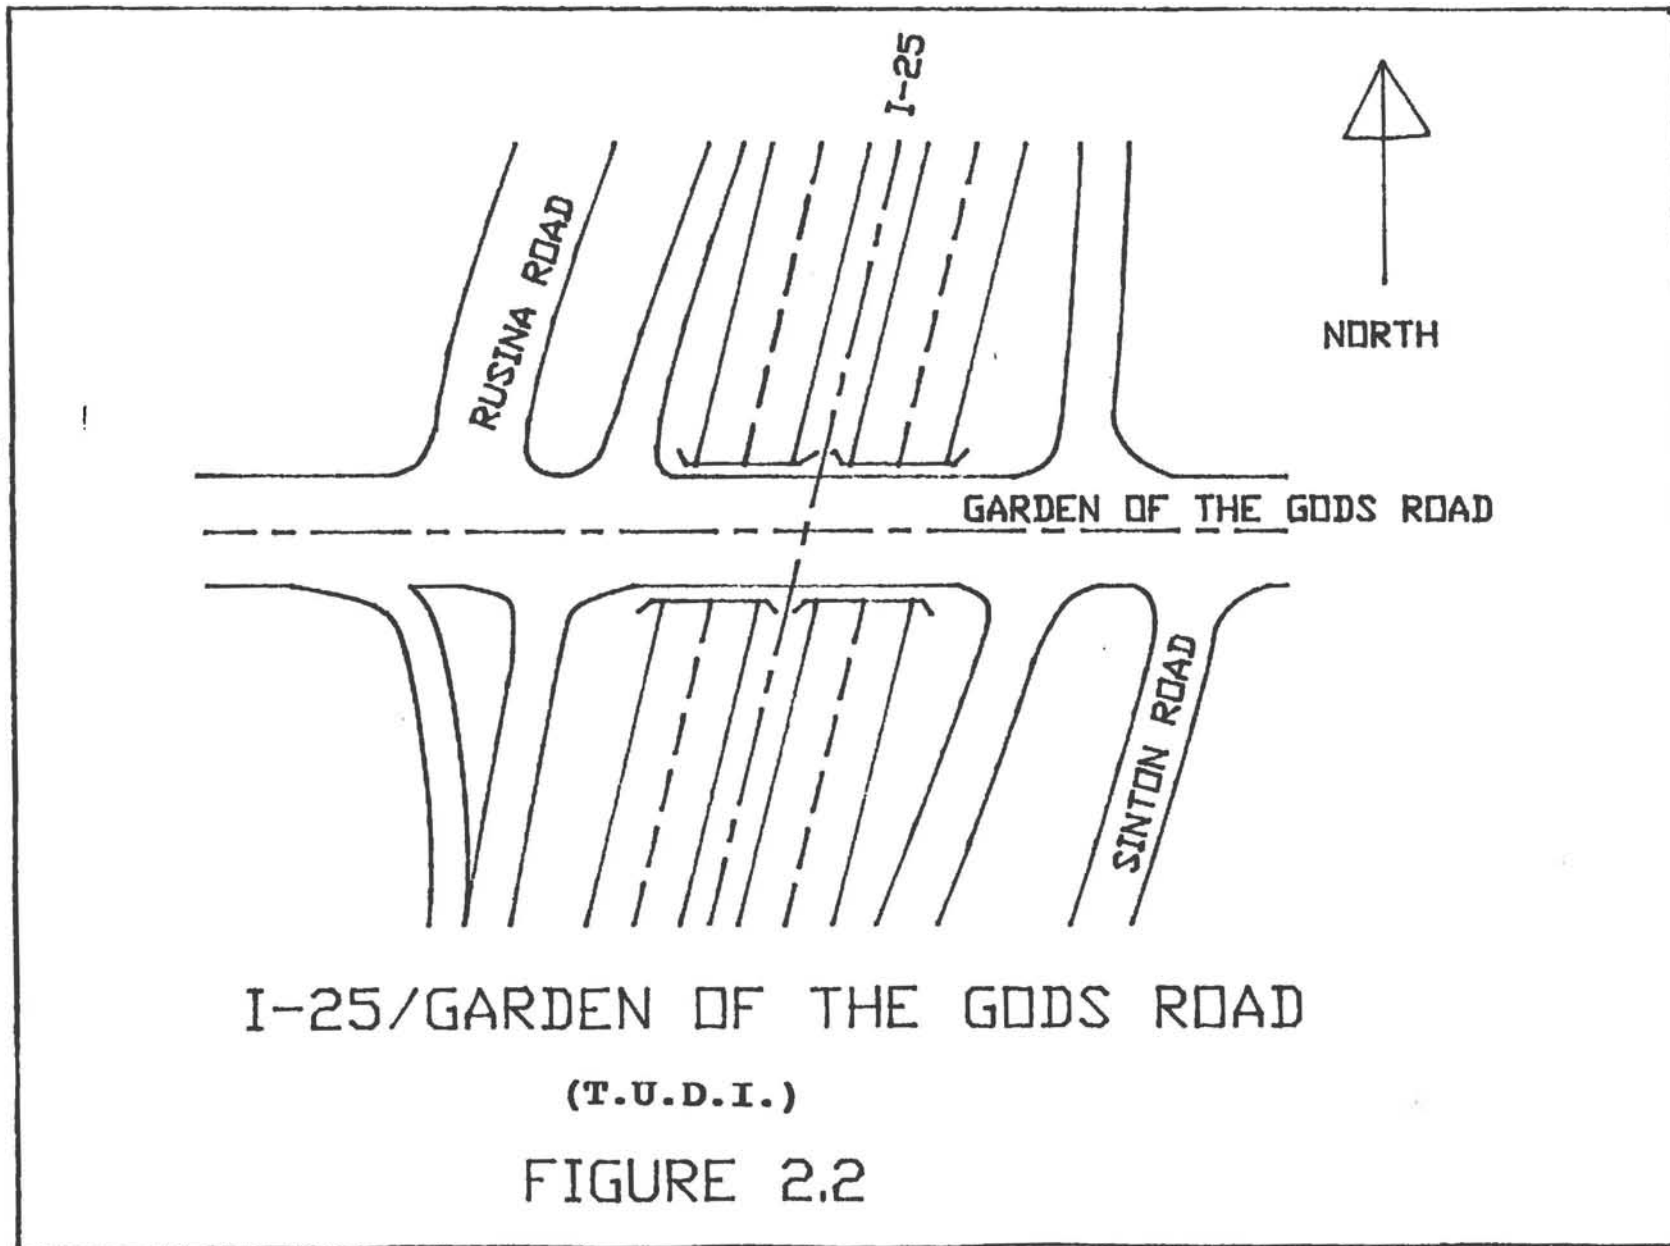 I-25
RUSINA ROAD
NORTH
GARDEN OF THE GODS ROAD
SINTON ROAD
I-25/GARDEN OF THE GODS ROAD
(T.U.D.I.)
FIGURE 2.2